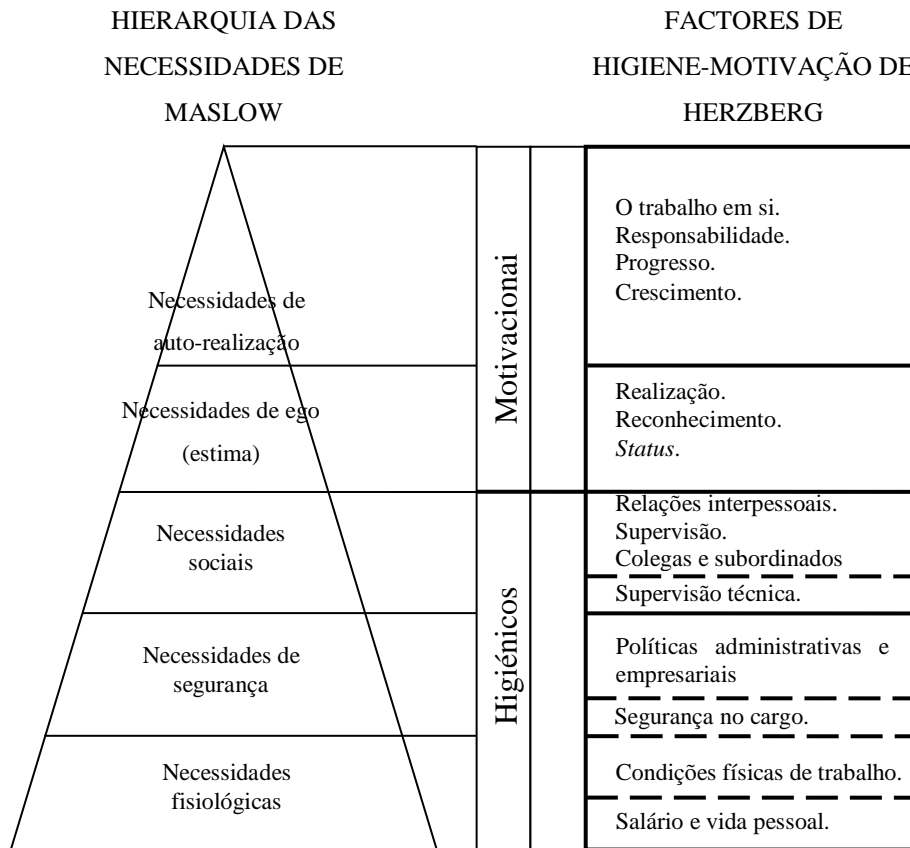 HIERARQUIA DAS
NECESSIDADES DE
MASLOW
FACTORES DE
HIGIENE-MOTIVAÇÃO DE
HERZBERG
Necessidades de
auto-realização
Necessidades de ego
(estima)
Necessidades
sociais
Necessidades de
segurança
Necessidades
fisiológicas
Motivacionai
Higiénicos
O trabalho em si.
Responsabilidade.
Progresso.
Crescimento.
Realização.
Reconhecimento.
Status.
Relações interpessoais.
Supervisão.
Colegas e subordinados
Supervisão técnica.
Políticas administrativas e
empresariais
Segurança no cargo.
Condições físicas de trabalho.
Salário e vida pessoal.